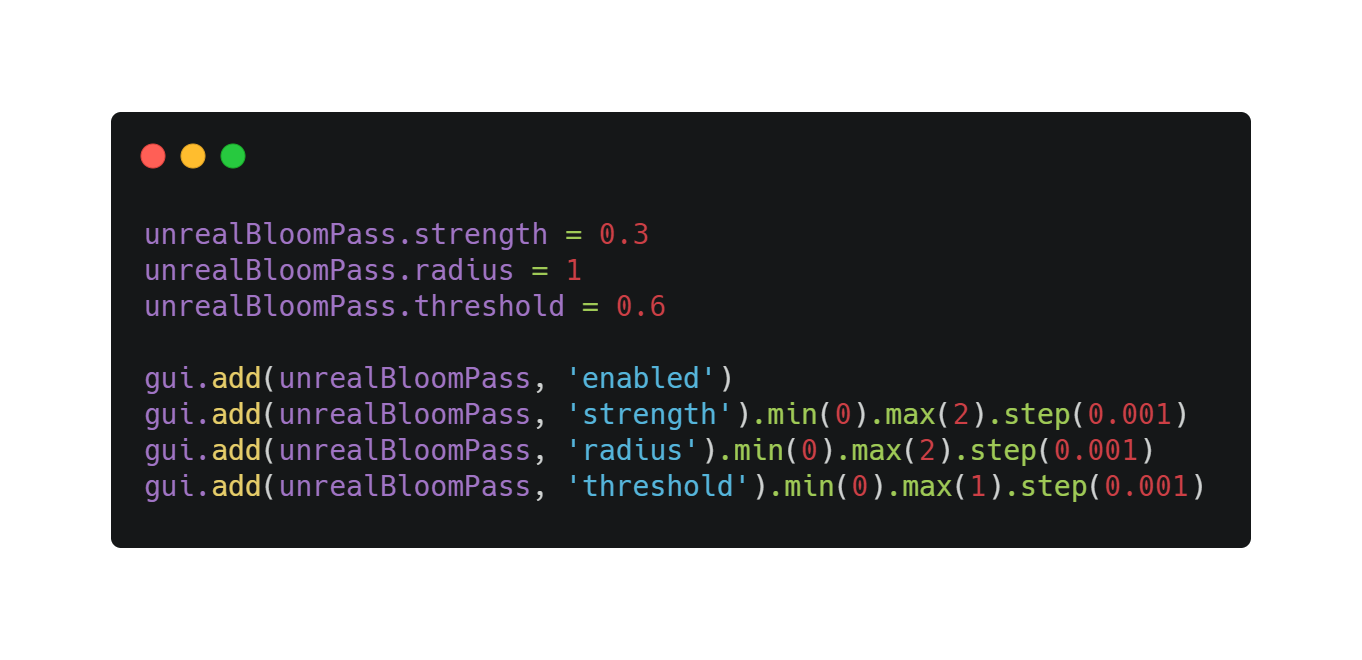 unrealBloomPass.strength = 0.3
unrealBloomPass.radius = 1
unrealBloomPass.threshold = 0.6
gui.add(unrealBloomPass, 'enabled')
gui.add(unrealBloomPass, 'strength').min(0).max(2).step(0.001)
gui.add(unrealBloomPass, 'radius').min(0).max(2).step(0.001)
gui.add(unrealBloomPass, 'threshold').min(0).max(1).step(0.001)